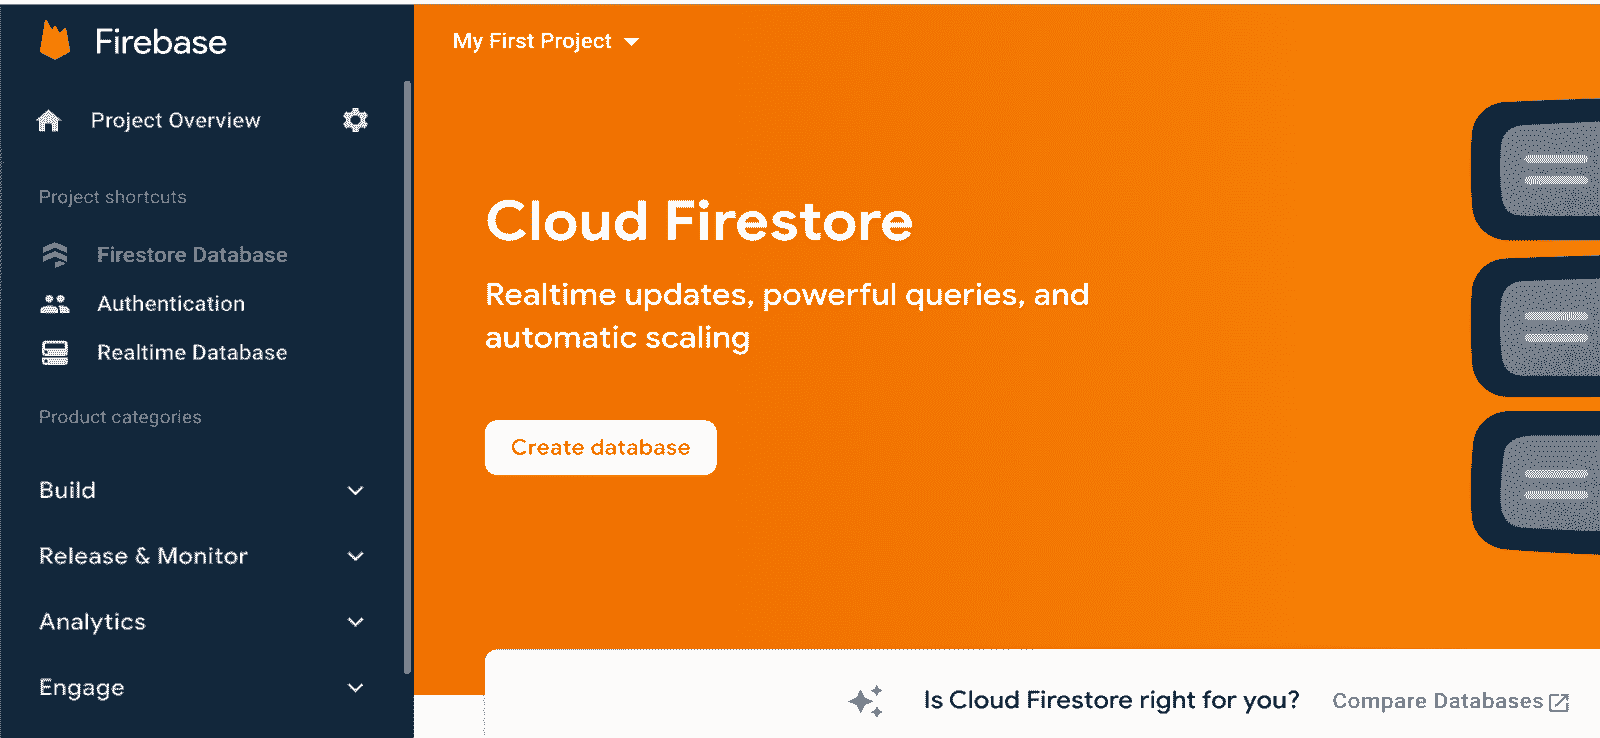 Firebase
Project Overview
Project shortcuts
Firestore Database
Authentication
Realtime Database
Product categories
Build
Release & Monitor
Analytics
Engage
My First Project
Cloud Firestore
Realtime updates, powerful queries, and
automatic scaling
Create database
Is Cloud Firestore right for you? Compare Databases